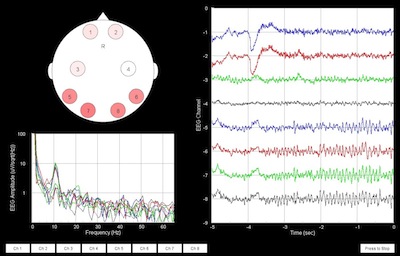 1
2
3
4
5
6
7
8
100
10
1
EEG Amplitude (uV/sqrt(Hz)
0
10
20
30
40
50
60
Frequency (Hz)
0
-1
-2
-3
-4
-5
-6
-7
-8
-9
EEG Channel
-5
-4
-3
-2
-1
0
Time (sec)
Ch 1
Ch 2
Ch 3
Ch 4
Ch 5
Ch 6
Ch 7
Ch 8
Press to Stop